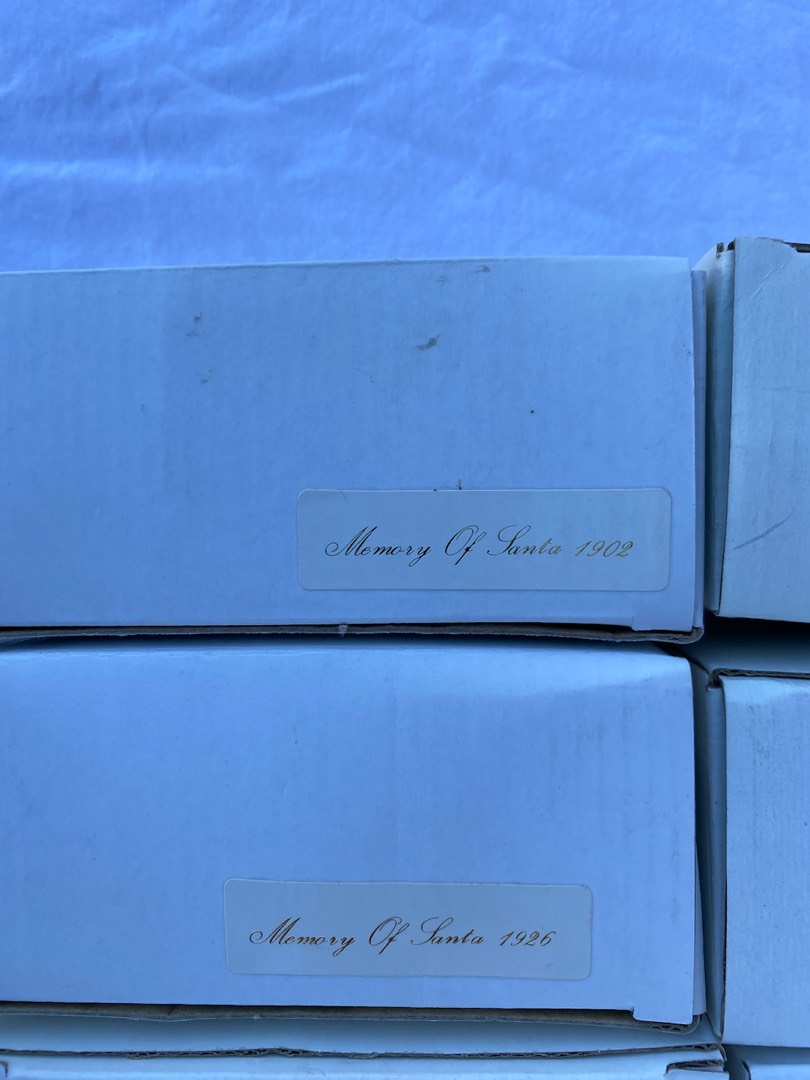 Memory Of Santa 1902
Memory Of Santa 1926